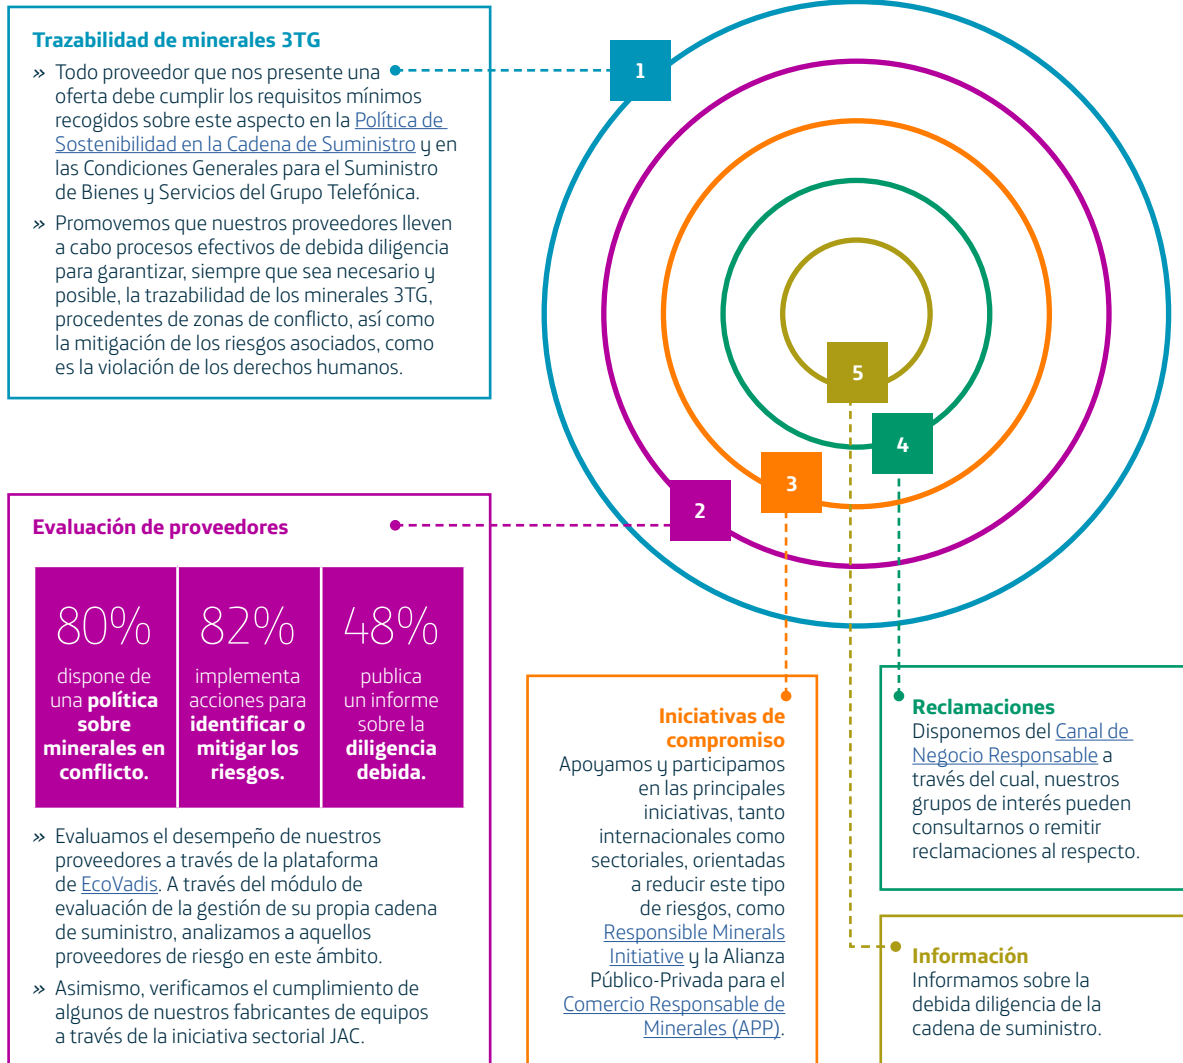 Trazabilidad de minerales 3TG
» Todo proveedor que nos presente una
oferta debe cumplir los requisitos mínimos
recogidos sobre este aspecto en la Política de
Sostenibilidad en la Cadena de Suministro y en
las Condiciones Generales para el Suministro
de Bienes y Servicios del Grupo Telefónica.
» Promovemos que nuestros proveedores lleven
a cabo procesos efectivos de debida diligencia
para garantizar, siempre que sea necesario y
posible, la trazabilidad de los minerales 3TG,
procedentes de zonas de conflicto, así como
la mitigación de los riesgos asociados, como
es la violación de los derechos humanos.
1
5
4
3
2
Evaluación de proveedores
80%
dispone de
una política
sobre
minerales en
conflicto.
82%
implementa
acciones para
identificar o
mitigar los
riesgos.
48%
publica
un informe
sobre la
diligencia
debida.
» Evaluamos el desempeño de nuestros
proveedores a través de la plataforma
de EcoVadis. A través del módulo de
evaluación de la gestión de su propia cadena
de suministro, analizamos a aquellos
proveedores de riesgo en este ámbito.
» Asimismo, verificamos el cumplimiento de
algunos de nuestros fabricantes de equipos
a través de la iniciativa sectorial JAC.
Iniciativas de
compromiso
Apoyamos y participamos
en las principales
iniciativas, tanto
internacionales como
sectoriales, orientadas
a reducir este tipo
de riesgos, como
Responsible Minerals
Initiative y la Alianza
Público-Privada para el
Comercio Responsable de
Minerales (APP).
Reclamaciones
Disponemos del Canal de
Negocio Responsable a
través del cual, nuestros
grupos de interés pueden
consultarnos o remitir
reclamaciones al respecto.
Información
Informamos sobre la
debida diligencia de la
cadena de suministro.